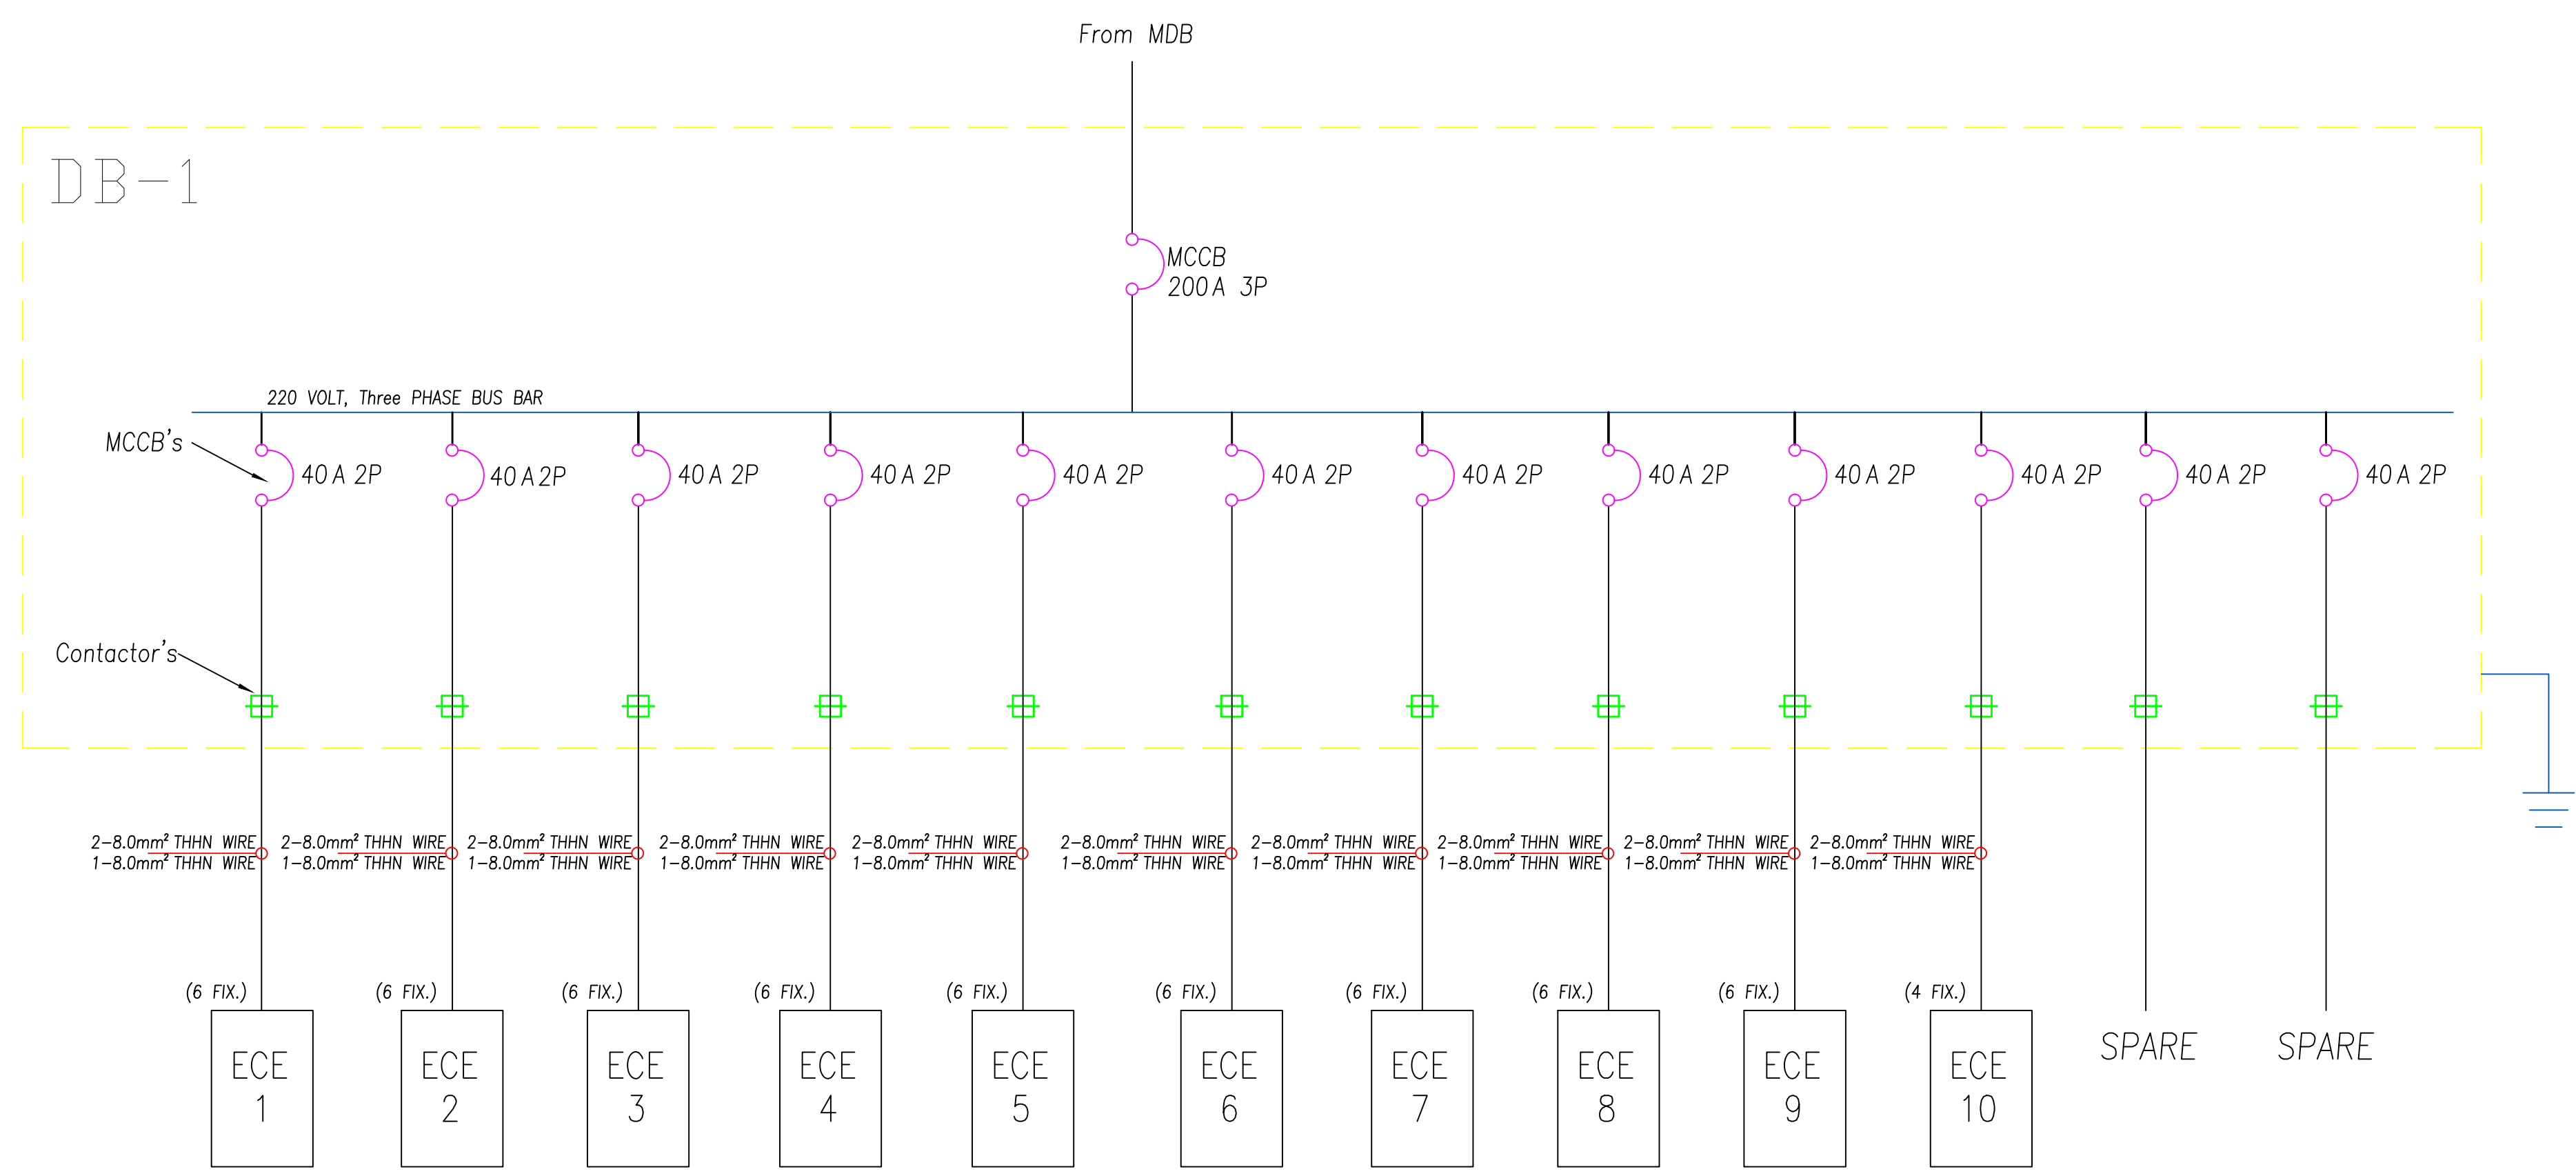 From MDB
DB-1
MCCB
200A 3P
220 VOLT, Three PHASE BUS BAR
MCCB's
40A 2P
40A 2P
40A 2P
40A 2P
40A 2P
40A 2P
40A 2P
40A 2P
40A 2P
40A 2P
40A 2P
40A 2P
Contactor's
2-8.0mm² THHN WIRE
1-8.0mm² THHN WIRE
2-8.0mm² THHN WIRE
1-8.0mm² THHN WIRE
2-8.0mm² THHN WIRE
1-8.0mm² THHN WIRE
2-8.0mm² THHN WIRE
1-8.0mm² THHN WIRE
2-8.0mm² THHN WIRE
1-8.0mm² THHN WIRE
2-8.0mm² THHN WIRE
1-8.0mm² THHN WIRE
2-8.0mm² THHN WIRE
1-8.0mm² THHN WIRE
2-8.0mm² THHN WIRE
1-8.0mm² THHN WIRE
2-8.0mm² THHN WIRE
1-8.0mm² THHN WIRE
2-8.0mm² THHN WIRE
1-8.0mm² THHN WIRE
(6 FIX.)
(6 FIX.)
(6 FIX.)
(6 FIX.)
(6 FIX.)
(6 FIX.)
(6 FIX.)
(6 FIX.)
(6 FIX.)
(4 FIX.)
ECE
1
ECE
2
ECE
3
ECE
4
ECE
5
ECE
6
ECE
7
ECE
8
ECE
9
ECE
10
SPARE
SPARE